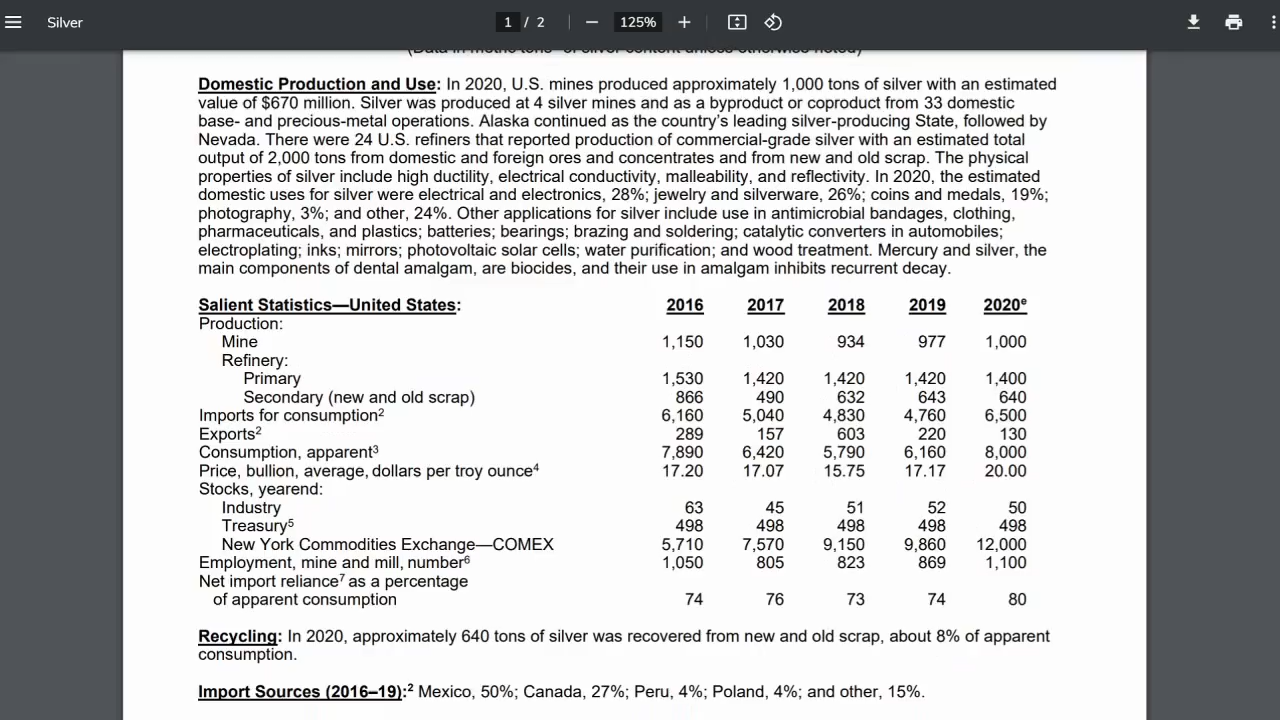 Silver
1 / 2 125%
(Data in metric tons of silver content unless otherwise noted)
Domestic Production and Use: In 2020, U.S. mines produced approximately 1,000 tons of silver with an estimated
value of $670 million. Silver was produced at 4 silver mines and as a byproduct or coproduct from 33 domestic
base- and precious-metal operations. Alaska continued as the country’s leading silver-producing State, followed by
Nevada. There were 24 U.S. refiners that reported production of commercial-grade silver with an estimated total
output of 2,000 tons from domestic and foreign ores and concentrates and from new and old scrap. The physical
properties of silver include high ductility, electrical conductivity, malleability, and reflectivity. In 2020, the estimated
domestic uses for silver were electrical and electronics, 28%; jewelry and silverware, 26%; coins and medals, 19%;
photography, 3%; and other, 24%. Other applications for silver include use in antimicrobial bandages, clothing,
pharmaceuticals, and plastics; batteries; bearings; brazing and soldering; catalytic converters in automobiles;
electroplating; inks; mirrors; photovoltaic solar cells; water purification; and wood treatment. Mercury and silver, the
main components of dental amalgam, are biocides, and their use in amalgam inhibits recurrent decay.
Salient Statistics—United States: 2016 2017 2018 2019 2020ᵉ
Production:
Mine 1,150 1,030 934 977 1,000
Refinery:
Primary 1,530 1,420 1,420 1,420 1,400
Secondary (new and old scrap) 866 490 632 643 640
Imports for consumption² 6,160 5,040 4,830 4,760 6,500
Exports² 289 157 603 220 130
Consumption, apparent³ 7,890 6,420 5,790 6,160 8,000
Price, bullion, average, dollars per troy ounce⁴ 17.20 17.07 15.75 17.17 20.00
Stocks, yearend:
Industry 63 45 51 52 50
Treasury⁵ 498 498 498 498 498
New York Commodities Exchange—COMEX 5,710 7,570 9,150 9,860 12,000
Employment, mine and mill, number⁶ 1,050 805 823 869 1,100
Net import reliance⁷ as a percentage
of apparent consumption 74 76 73 74 80
Recycling: In 2020, approximately 640 tons of silver was recovered from new and old scrap, about 8% of apparent
consumption.
Import Sources (2016–19):² Mexico, 50%; Canada, 27%; Peru, 4%; Poland, 4%; and other, 15%.